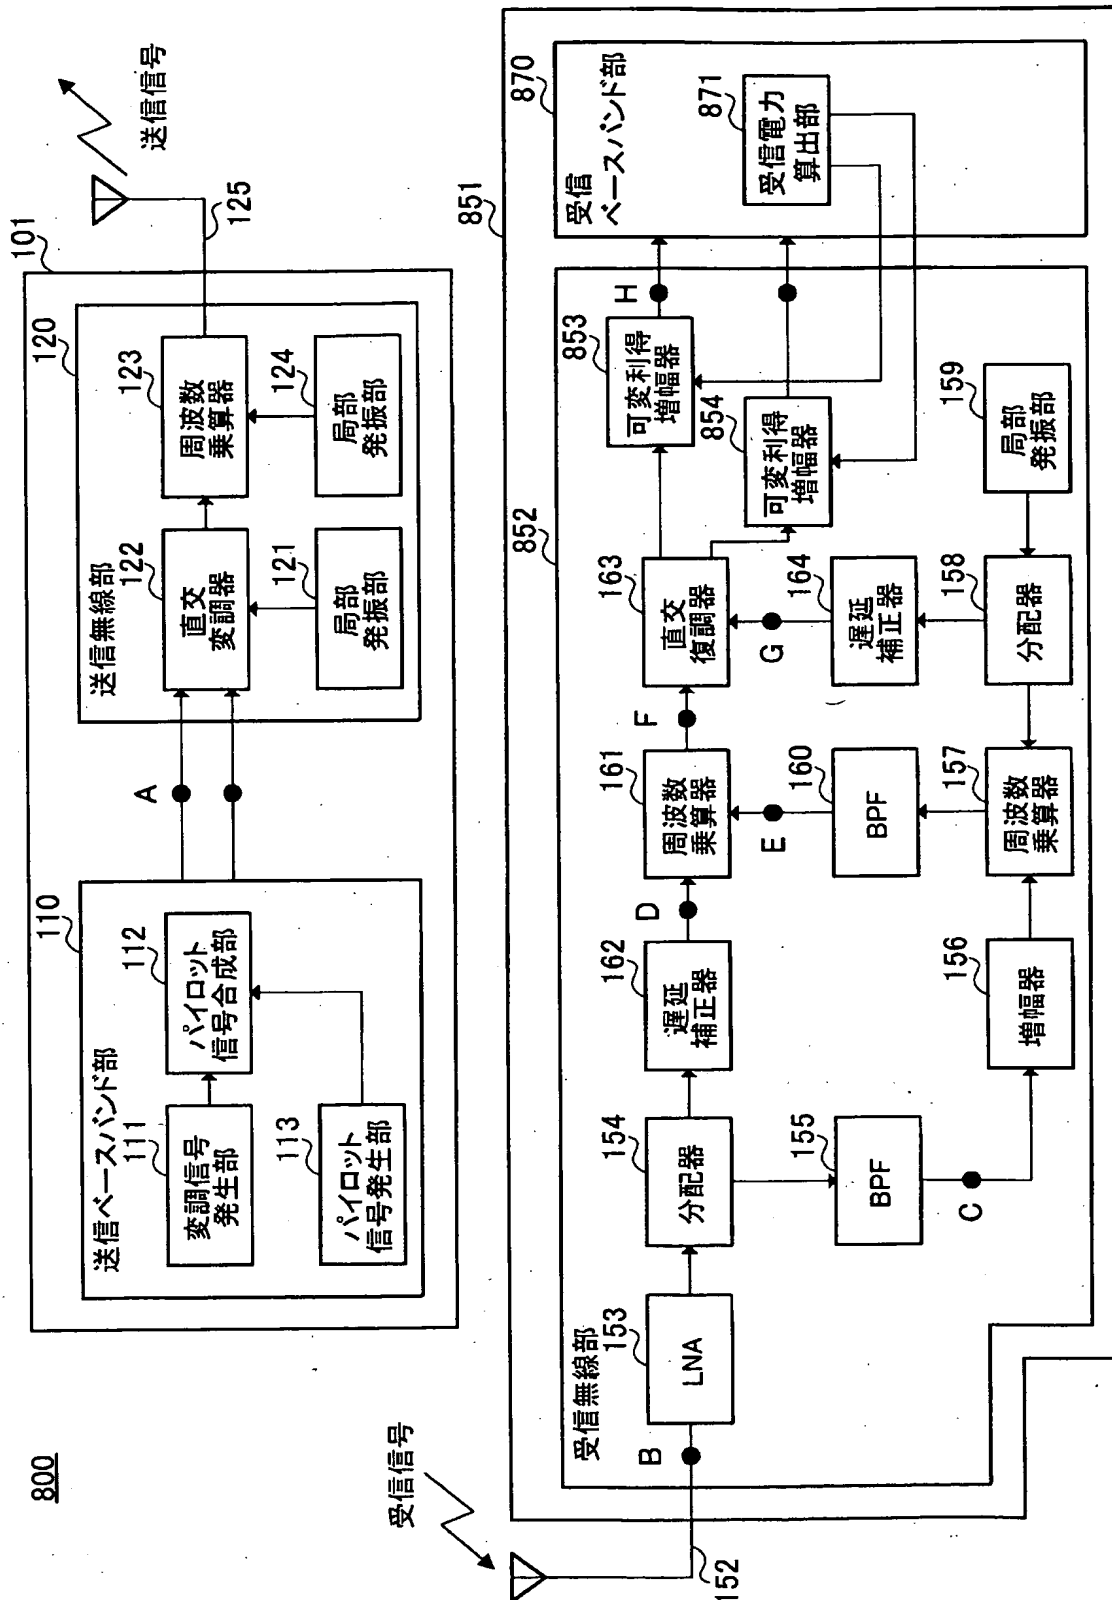 800
101
送信信号
125
110
送信ベースバンド部
111
変調信号
発生部
112
パイロット
信号合成部
113
パイロット
信号発生部
A
120
送信無線部
122
直交
変調器
121
局部
発振部
123
周波数
乗算器
124
局部
発振部
受信信号
152
851
852
受信無線部
B
153
LNA
154
分配器
155
BPF
C
162
遅延
補正器
156
増幅器
D
161
周波数
乗算器
E
160
BPF
157
周波数
乗算器
F
163
直交
復調器
G
164
遅延
補正器
158
分配器
853
可変利得
増幅器
854
可変利得
増幅器
159
局部
発振部
H
870
受信
ベースバンド部
871
受信電力
算出部